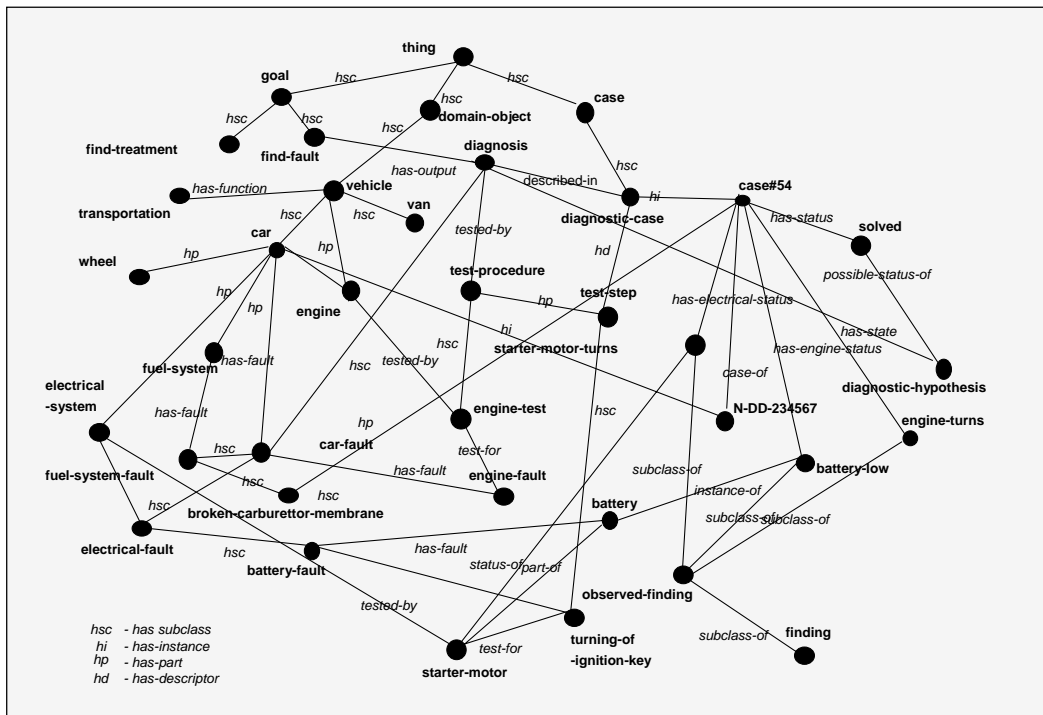 thing
goal
hsc
hsc
hsc
case
hsc
hsc
domain-object
hsc
find-treatment
find-fault
diagnosis
hsc
has-output
described-in
case#54
has-function
vehicle
hi
transportation
hsc
van
diagnostic-case
has-status
hsc
solved
car
tested-by
wheel
hp
hp
hd
test-procedure
possible-status-of
hp
test-step
has-electrical-status
hp
engine
hp
hi
has-state
starter-motor-turns
has-engine-status
has-fault
fuel-system
hsc
tested-by
hsc
case-of
diagnostic-hypothesis
electrical
-system
engine-test
hsc
N-DD-234567
has-fault
hp
engine-turns
hsc
car-fault
test-for
fuel-system-fault
has-fault
engine-fault
subclass-of
battery-low
hsc
hsc
instance-of
broken-carburettor-membrane
battery
hsc
subclass-of
subclass-of
electrical-fault
hsc
has-fault
battery-fault
status-of
part-of
observed-finding
tested-by
hsc - has subclass
hi - has-instance
hp - has-part
hd - has-descriptor
turning-of
-ignition-key
test-for
starter-motor
subclass-of
finding